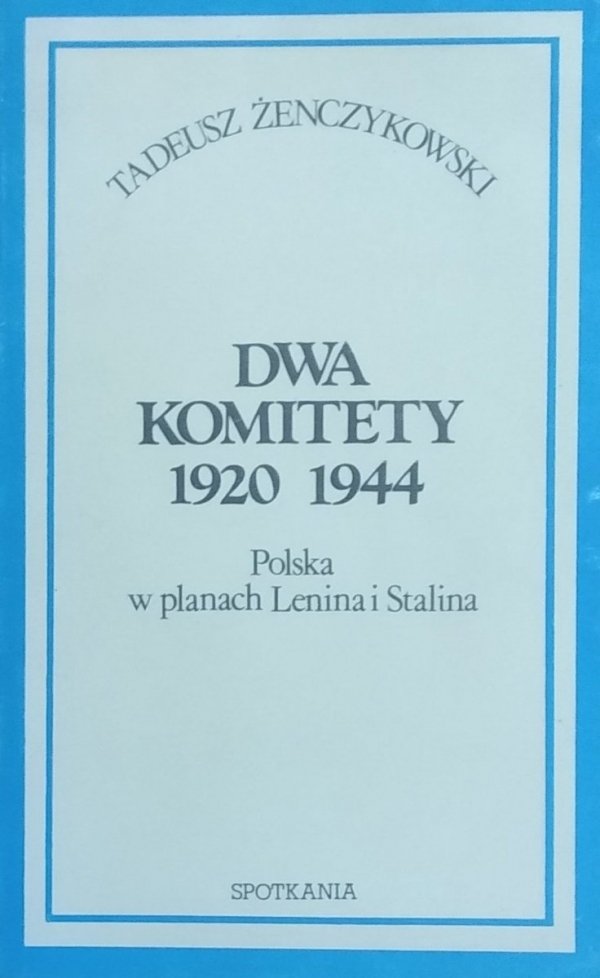 TADEUSZ ŻENCZYKOWSKI
DWA
KOMITETY
1920 1944
Polska
w planach Lenina i Stalina
SPOTKANIA